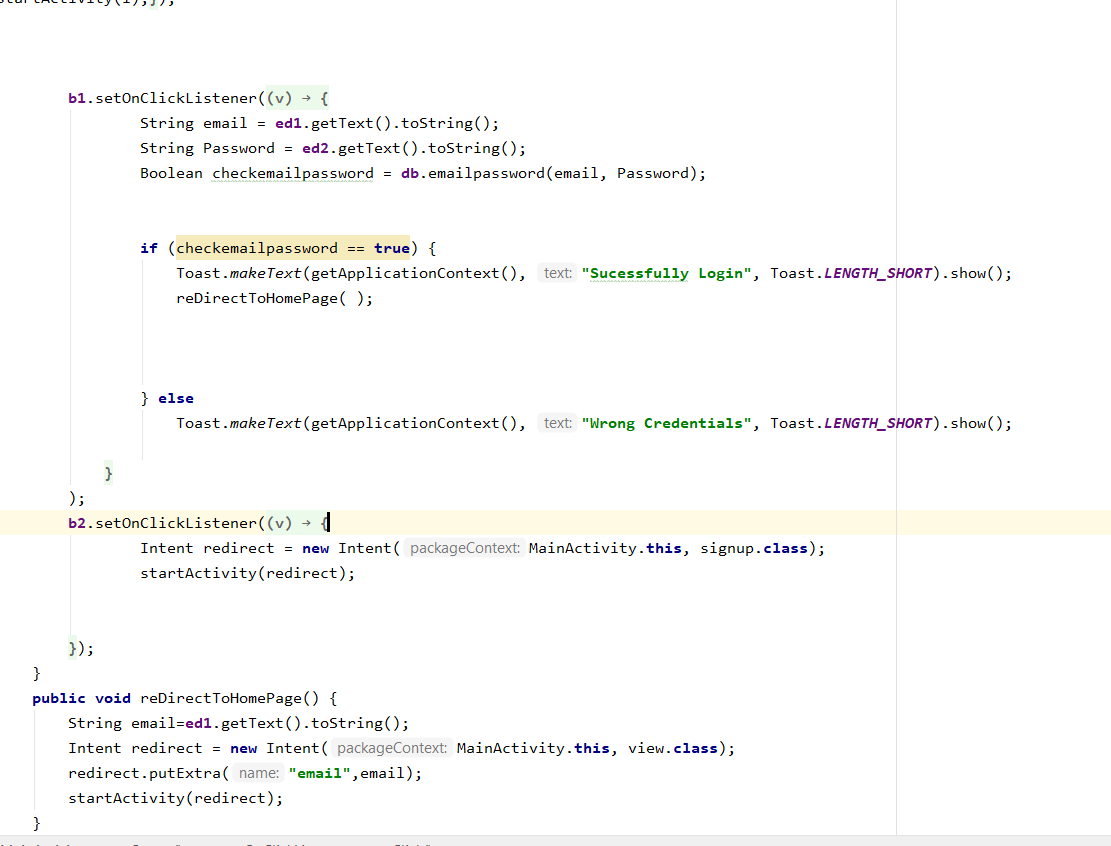 startActivity(i);});
b1.setOnClickListener((v) → {
String email = ed1.getText().toString();
String Password = ed2.getText().toString();
Boolean checkemailpassword = db.emailpassword(email, Password);
if (checkemailpassword == true) {
Toast.makeText(getApplicationContext(), text: "Sucessfully Login", Toast.LENGTH_SHORT).show();
reDirectToHomePage( );
} else
Toast.makeText(getApplicationContext(), text: "Wrong Credentials", Toast.LENGTH_SHORT).show();
}
);
b2.setOnClickListener((v) → {
Intent redirect = new Intent( packageContext: MainActivity.this, signup.class);
startActivity(redirect);
});
}
public void reDirectToHomePage() {
String email=ed1.getText().toString();
Intent redirect = new Intent( packageContext: MainActivity.this, view.class);
redirect.putExtra( name: "email",email);
startActivity(redirect);
}